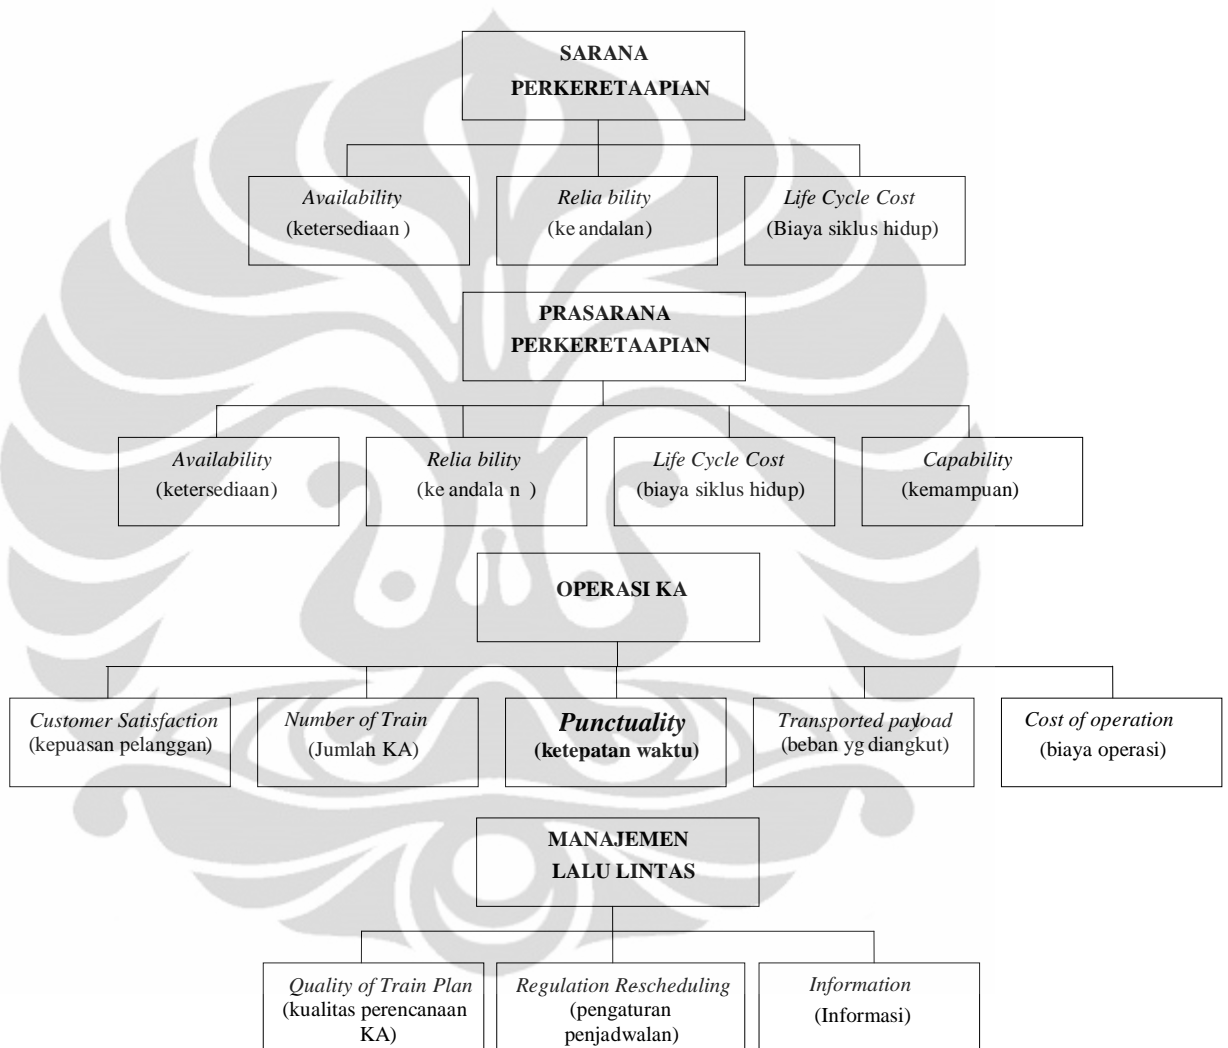 SARANA
PERKERETAAPIAN
Availability
(ketersediaan )
Relia bility
(ke andalan)
Life Cycle Cost
(Biaya siklus hidup)
PRASARANA
PERKERETAAPIAN
Availability
(ketersediaan)
Relia bility
(ke andala n )
Life Cycle Cost
(biaya siklus hidup)
Capability
(kemampuan)
OPERASI KA
Customer Satisfaction
(kepuasan pelanggan)
Number of Train
(Jumlah KA)
Punctuality
(ketepatan waktu)
Transported payload
(beban yg diangkut)
Cost of operation
(biaya operasi)
MANAJEMEN
LALU LINTAS
Quality of Train Plan
(kualitas perencanaan
KA)
Regulation Rescheduling
(pengaturan
penjadwalan)
Information
(Informasi)